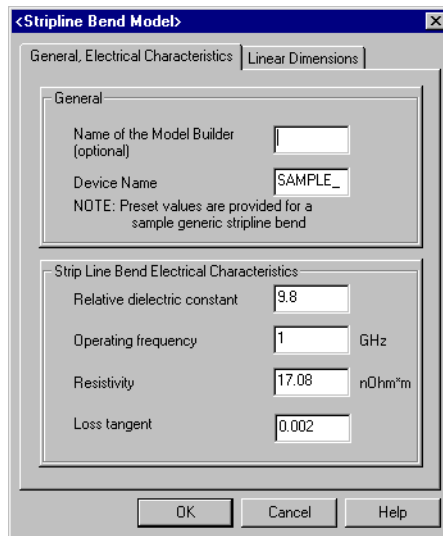 <Stripline Bend Model>
General, Electrical Characteristics
Linear Dimensions
General
Name of the Model Builder
(optional)
Device Name
SAMPLE_
NOTE: Preset values are provided for a
sample generic stripline bend
Strip Line Bend Electrical Characteristics
Relative dielectric constant
9.8
Operating frequency
1
GHz
Resistivity
17.08
nOhm*m
Loss tangent
0.002
OK
Cancel
Help